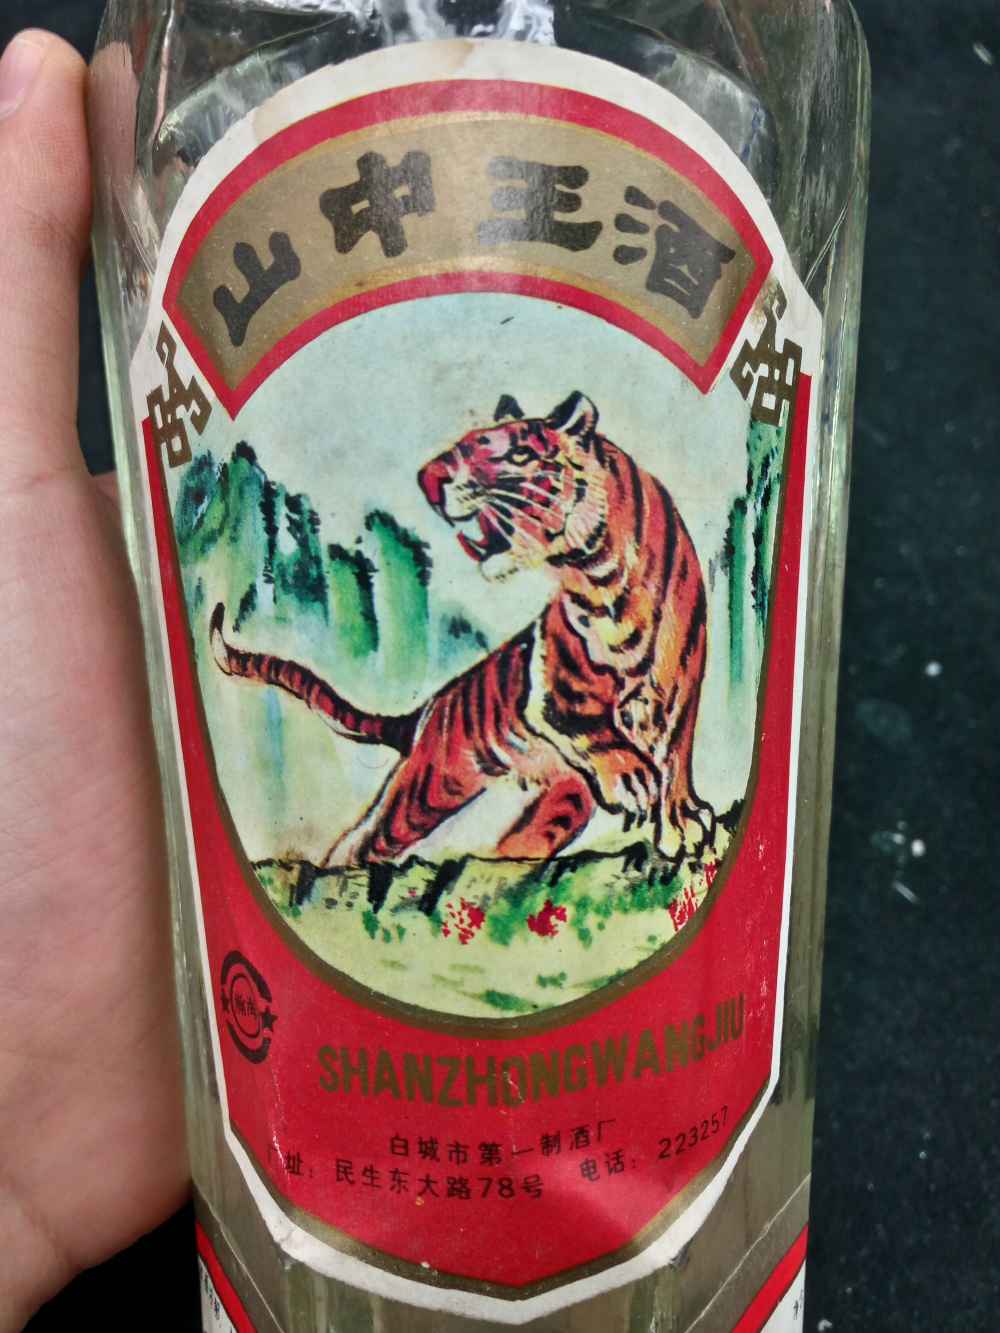 山中王酒
SHANZHONGWANGJIU
白城市第一制酒厂
厂址：民生东大路78号 电话：223257